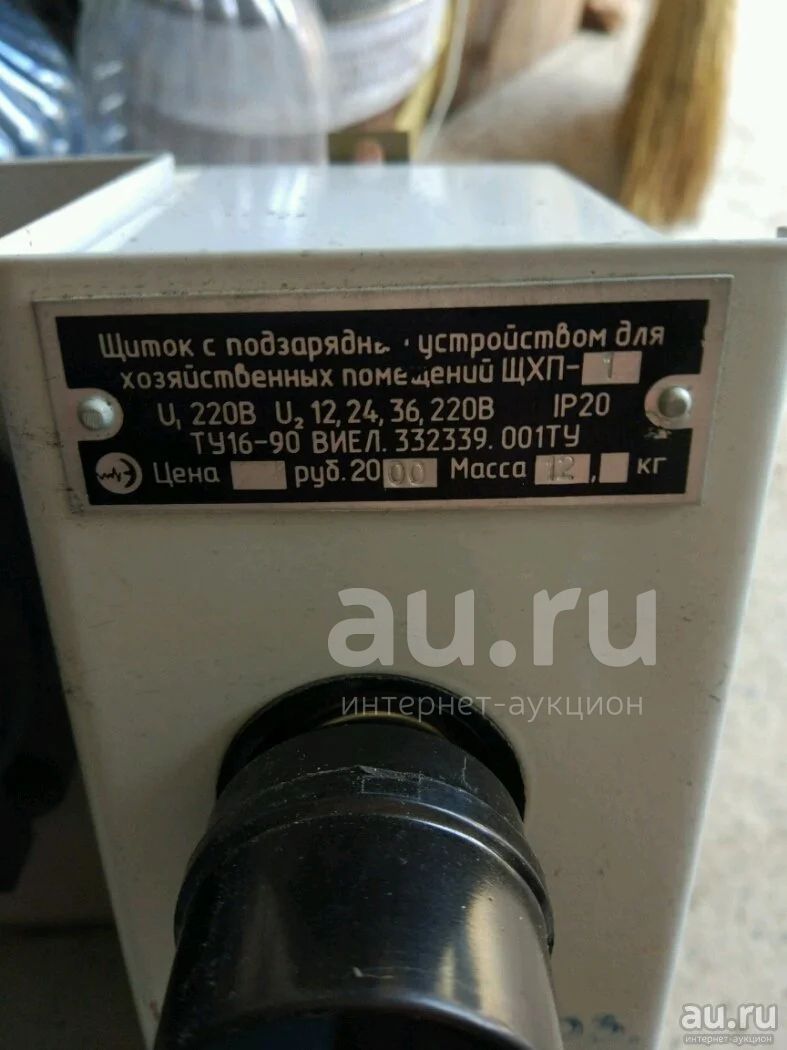 Щиток с подзарядн устройством для
хозяйственных помещений ЩХП-1
U₁ 220В U₂ 12, 24, 36, 220В IP20
ТУ16-90 ВИЕЛ. 332339. 001ТУ
Цена руб. 2000 Масса 12, кг
au.ru
интернет-аукцион
au.ru
интернет-аукцион